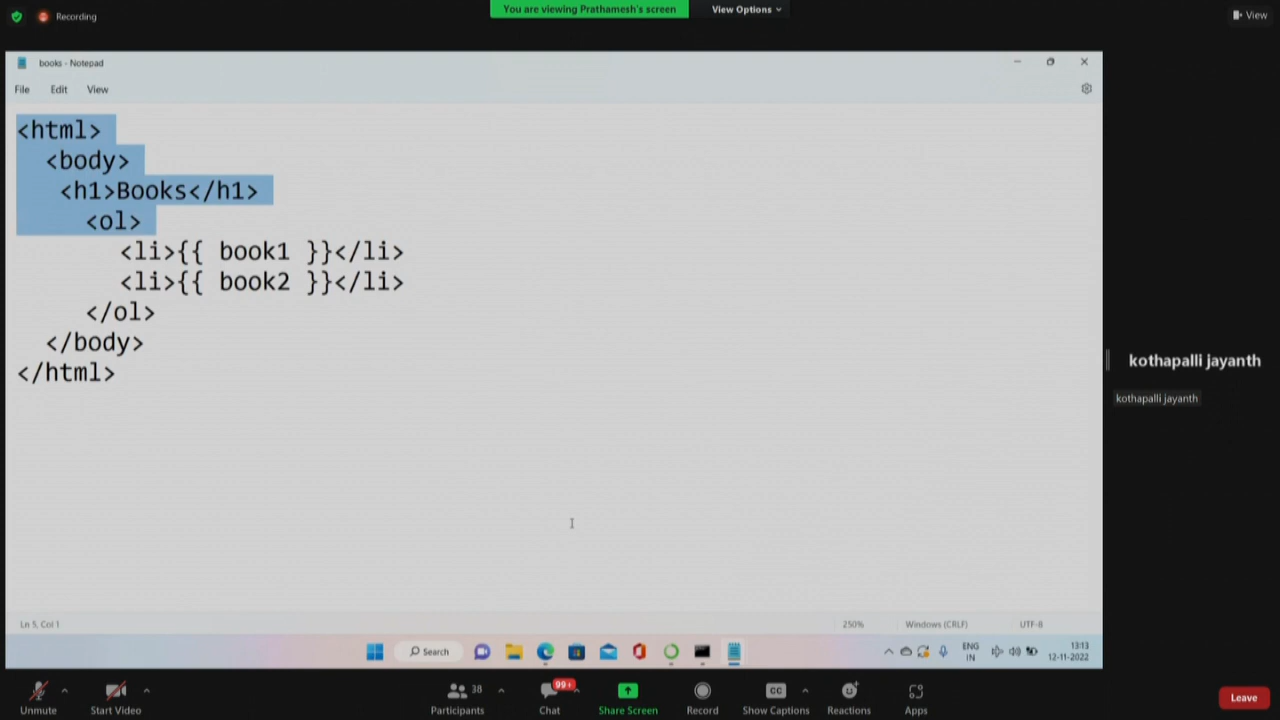 Recording
You are viewing Prathamesh's screen
View Options
View
books - Notepad
File Edit View
<html>
<body>
<h1>Books</h1>
<ol>
<li>{{ book1 }}</li>
<li>{{ book2 }}</li>
</ol>
</body>
</html>
kothapalli jayanth
kothapalli jayanth
Ln 5, Col 1
250%
Windows (CRLF)
UTF-8
Search
ENG
IN
13:13
12-11-2022
Unmute
Start Video
38
Participants
99+
Chat
Share Screen
Record
CC
Show Captions
Reactions
Apps
Leave